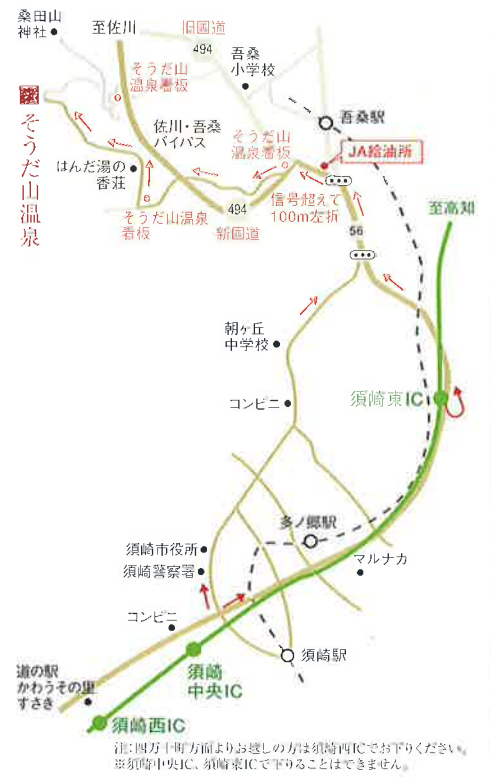 桑田山
神社
至佐川
旧國道
494
吾桑
小学校
そうだ山
温泉看板
吾桑駅
佐川・吾桑
バイパス
そうだ山
温泉看板
JA給油所
そうだ山温泉
はんだ湯の
香荘
信号超えて
100m左折
至高知
そうだ山温泉
看板
494
新國道
56
朝ヶ丘
中学校
コンビニ
須崎東IC
多ノ郷駅
須崎市役所
須崎警察署
マルナカ
コンビニ
須崎駅
須崎
中央IC
道の駅
かわうその里
すさき
須崎西IC
注:四万十町方面よりお越しの方は須崎西ICでお下りください。
※須崎中央IC、須崎東ICで下りることはできません。